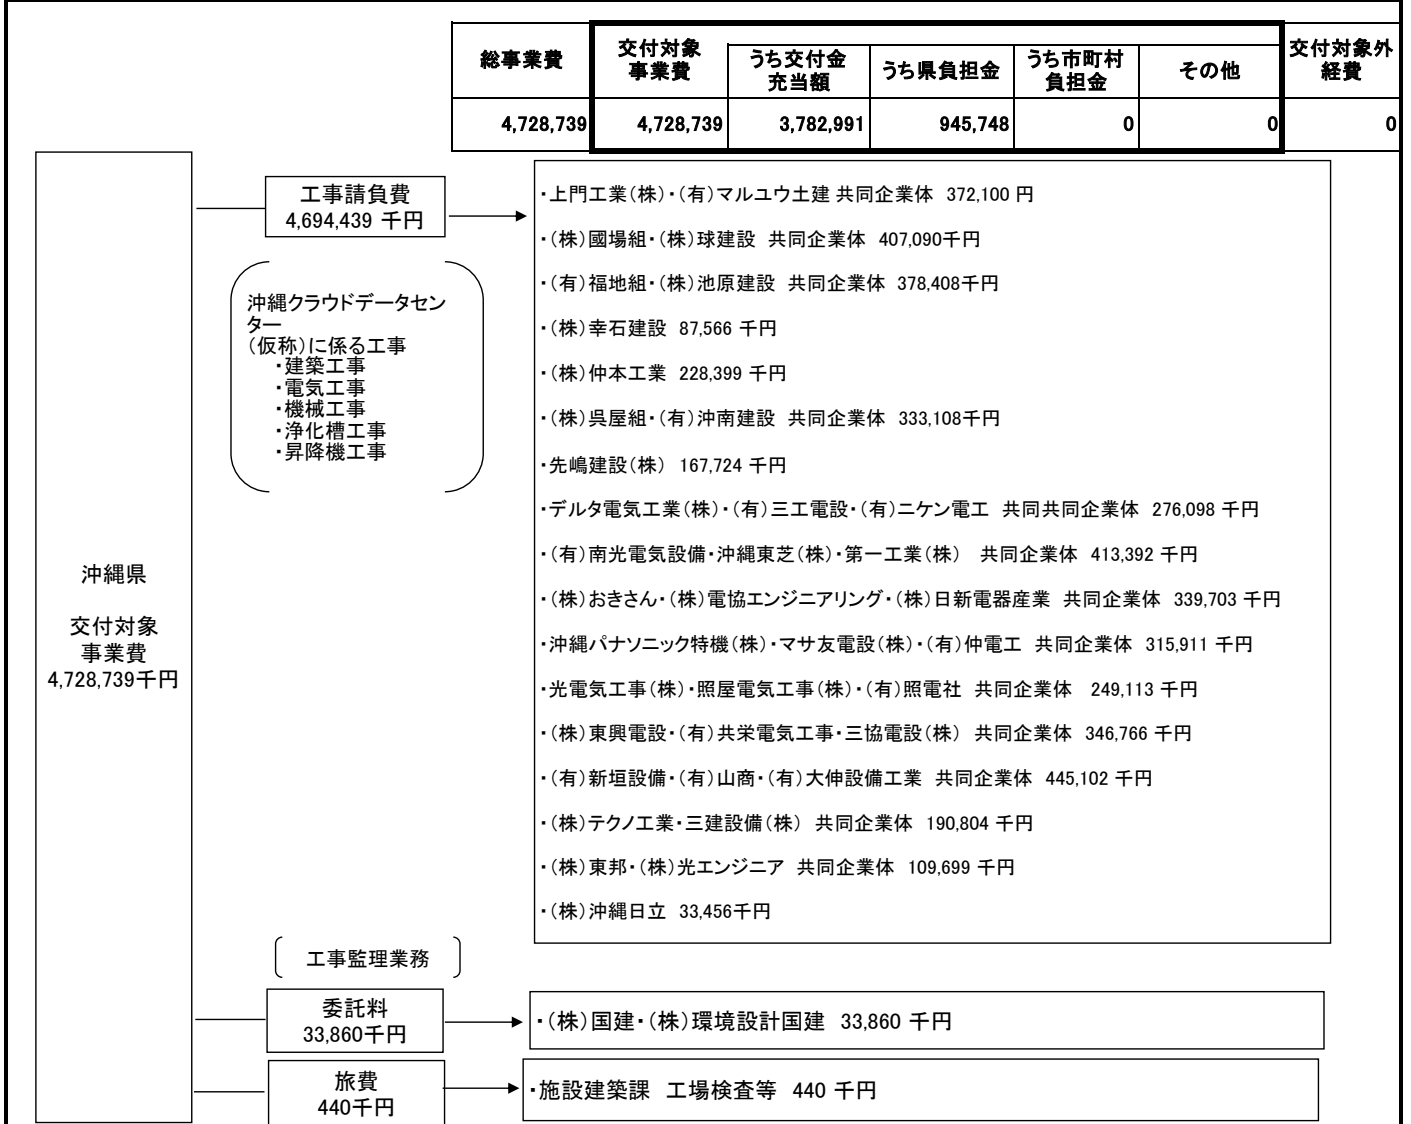 総事業費
交付対象
事業費
うち交付金
充当額
うち県負担金
うち市町村
負担金
その他
交付対象外
経費
4,728,739 4,728,739 3,782,991 945,748 0 0 0
工事請負費
4,694,439 千円
沖縄クラウドデータセン
ター
(仮称)に係る工事
・建築工事
・電気工事
・機械工事
・浄化槽工事
・昇降機工事
・上門工業(株)・(有)マルユウ土建 共同企業体 372,100 円
・(株)國場組・(株)球建設 共同企業体 407,090千円
・(有)福地組・(株)池原建設 共同企業体 378,408千円
・(株)幸石建設 87,566 千円
・(株)仲本工業 228,399 千円
・(株)呉屋組・(有)沖南建設 共同企業体 333,108千円
・先嶋建設(株) 167,724 千円
・デルタ電気工業(株)・(有)三工電設・(有)ニケン電工 共同共同企業体 276,098 千円
・(有)南光電気設備・沖縄東芝(株)・第一工業(株) 共同企業体 413,392 千円
・(株)おきさん・(株)電協エンジニアリング・(株)日新電器産業 共同企業体 339,703 千円
・沖縄パナソニック特機(株)・マサ友電設(株)・(有)仲電工 共同企業体 315,911 千円
・光電気工事(株)・照屋電気工事(株)・(有)照電社 共同企業体 249,113 千円
・(株)東興電設・(有)共栄電気工事・三協電設(株) 共同企業体 346,766 千円
・(有)新垣設備・(有)山商・(有)大伸設備工業 共同企業体 445,102 千円
・(株)テクノ工業・三建設備(株) 共同企業体 190,804 千円
・(株)東邦・(株)光エンジニア 共同企業体 109,699 千円
・(株)沖縄日立 33,456千円
沖縄県
交付対象
事業費
4,728,739千円
工事監理業務
委託料
33,860千円
・(株)国建・(株)環境設計国建 33,860 千円
旅費
440千円
・施設建築課 工場検査等 440 千円